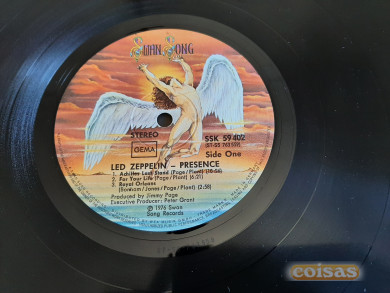 SWAN SONG
STEREO
GEMA
SSK 59402
Side One
LED ZEPPELIN – PRESENCE
1. Achilles Last Stand (Page/Plant) (10:26)
2. For Your Life (Page/Plant) (6:21)
3. Royal Orleans
(Bonham/Jones/Page/Plant) (2:58)
Produced by Jimmy Page
Executive Producer: Peter Grant
℗ © 1976 Swan
Song Records
coisas